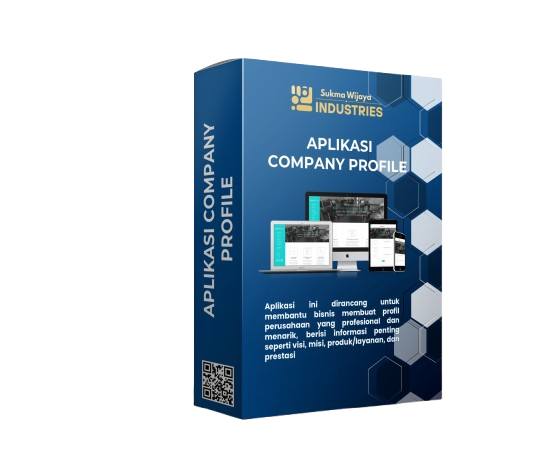 Sukma Wijaya
INDUSTRIES
APLIKASI
COMPANY PROFILE
APLIKASI COMPANY
PROFILE
Aplikasi ini dirancang untuk
membantu bisnis membuat profil
perusahaan yang profesional dan
menarik, berisi informasi penting
seperti visi, misi, produk/layanan, dan
prestasi